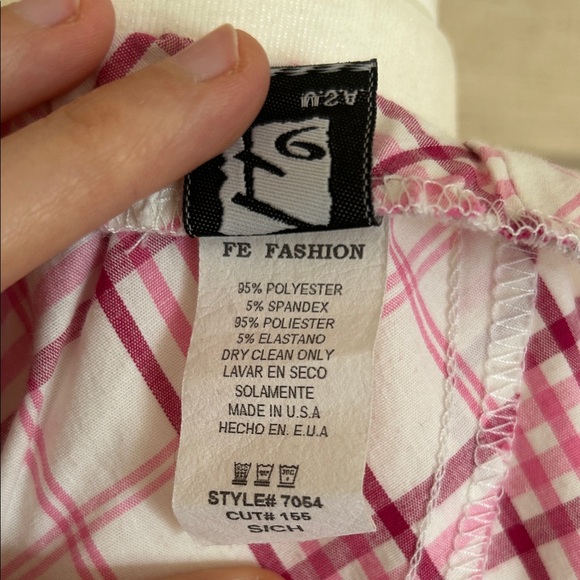 U.S.A.
FE FASHION
95% POLYESTER
5% SPANDEX
95% POLIESTER
5% ELASTANO
DRY CLEAN ONLY
LAVAR EN SECO
SOLAMENTE
MADE IN U.S.A
HECHO EN. E.U.A
STYLE# 7054
CUT# 155
S/CH